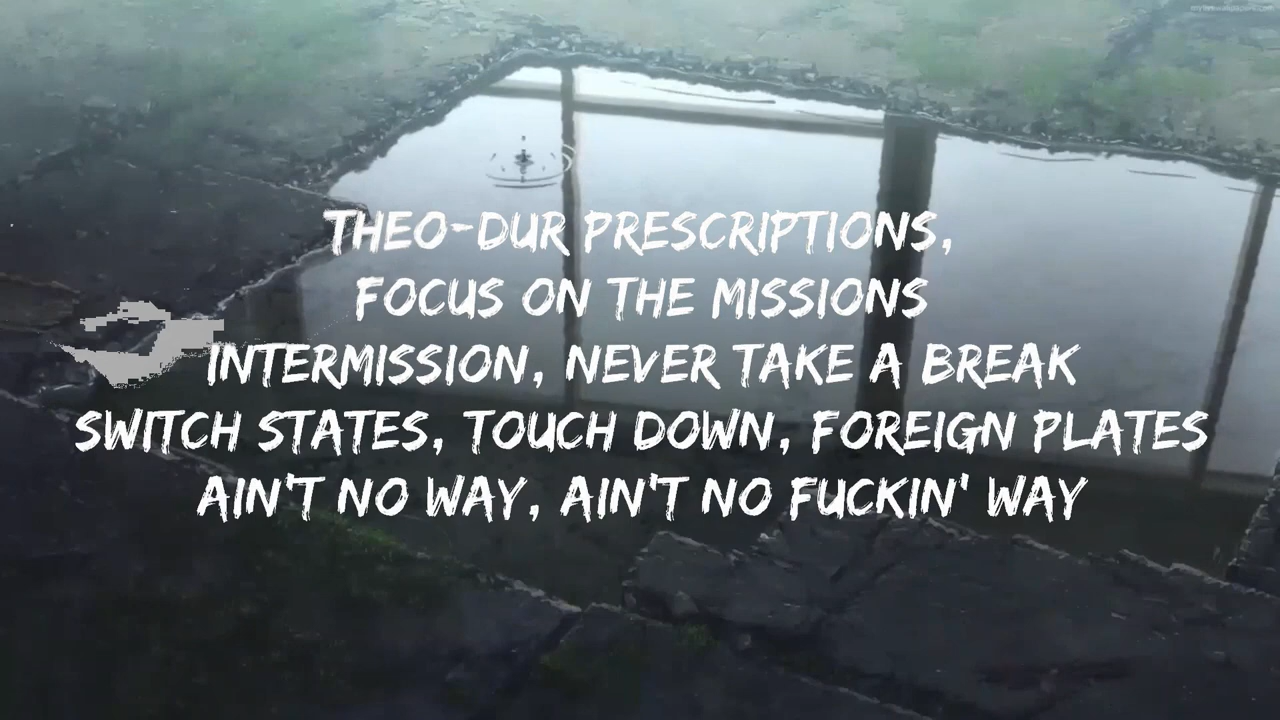 THEO-DUR PRESCRIPTIONS,
FOCUS ON THE MISSIONS
INTERMISSION, NEVER TAKE A BREAK
SWITCH STATES, TOUCH DOWN, FOREIGN PLATES
AIN'T NO WAY, AIN'T NO FUCKIN' WAY